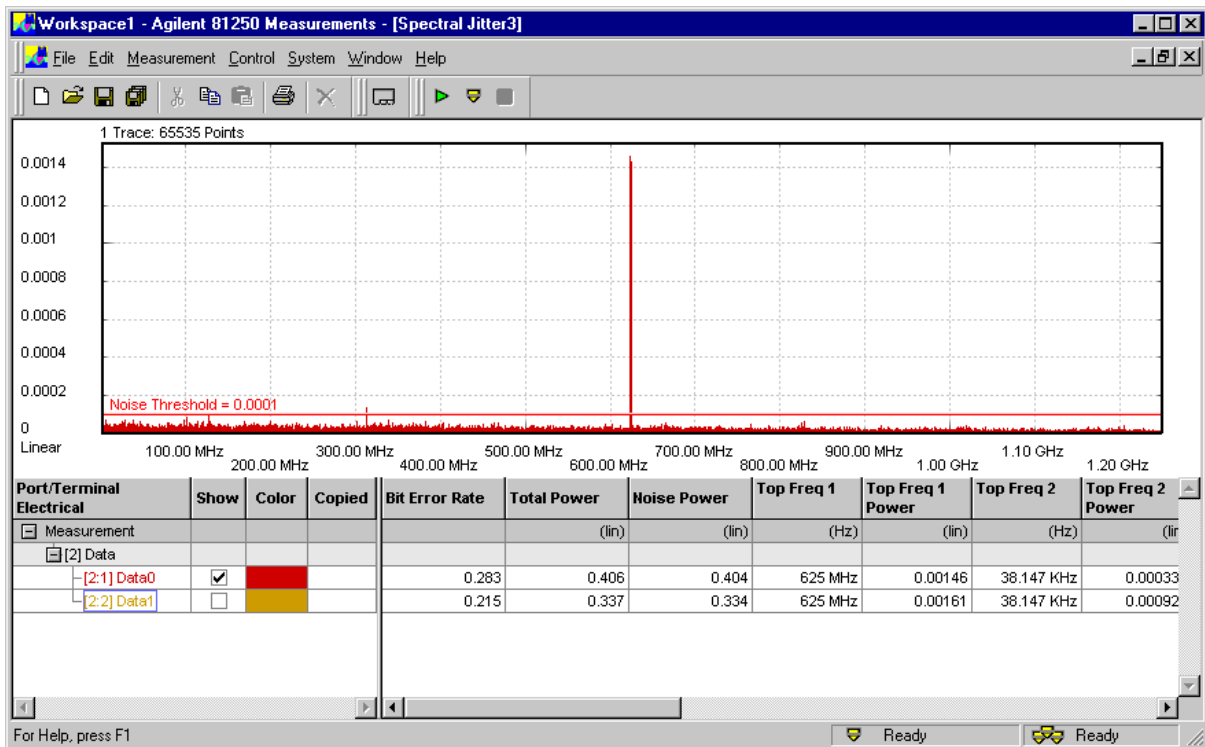 Workspace1 - Agilent 81250 Measurements - [Spectral Jitter3]
File Edit Measurement Control System Window Help
1 Trace: 65535 Points
0.0014
0.0012
0.001
0.0008
0.0006
0.0004
0.0002
Noise Threshold = 0.0001
0
Linear
100.00 MHz 300.00 MHz 500.00 MHz 700.00 MHz 900.00 MHz 1.10 GHz
200.00 MHz 400.00 MHz 600.00 MHz 800.00 MHz 1.00 GHz 1.20 GHz
Port/Terminal Electrical Show Color Copied Bit Error Rate Total Power Noise Power Top Freq 1 Top Freq 1 Power Top Freq 2 Top Freq 2 Power
Measurement (lin) (lin) (Hz) (lin) (Hz) (lin
[2] Data
[2:1] Data0 0.283 0.406 0.404 625 MHz 0.00146 38.147 KHz 0.00033
[2:2] Data1 0.215 0.337 0.334 625 MHz 0.00161 38.147 KHz 0.00092
For Help, press F1 Ready Ready